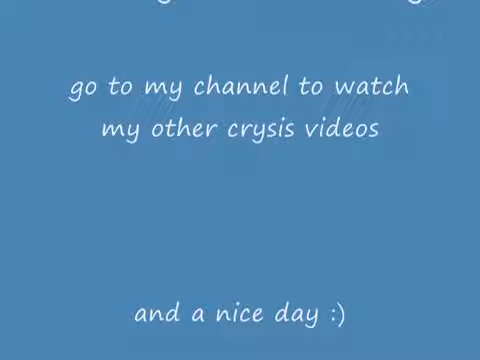 go to my channel to watch
my other crysis videos
and a nice day :)